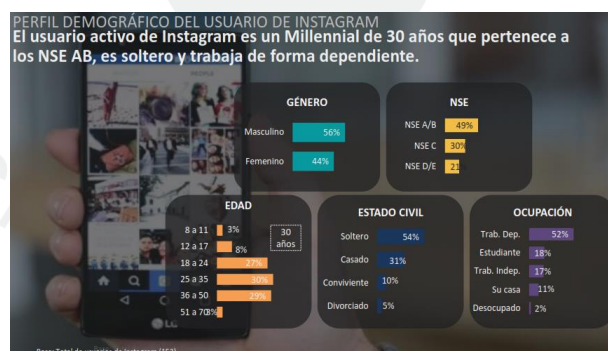 PERFIL DEMOGRÁFICO DEL USUARIO DE INSTAGRAM
El usuario activo de Instagram es un Millennial de 30 años que pertenece a
los NSE AB, es soltero y trabaja de forma dependiente.
GÉNERO
Masculino 56%
Femenino 44%
NSE
NSE A/B 49%
NSE C 30%
NSE D/E 21%
EDAD
30
años
8 a 11 3%
12 a 17 8%
18 a 24 27%
25 a 35 30%
36 a 50 29%
51 a 70 3%
ESTADO CIVIL
Soltero 54%
Casado 31%
Conviviente 10%
Divorciado 5%
OCUPACIÓN
Trab. Dep. 52%
Estudiante 18%
Trab. Indep. 17%
Su casa 11%
Desocupado 2%
LG